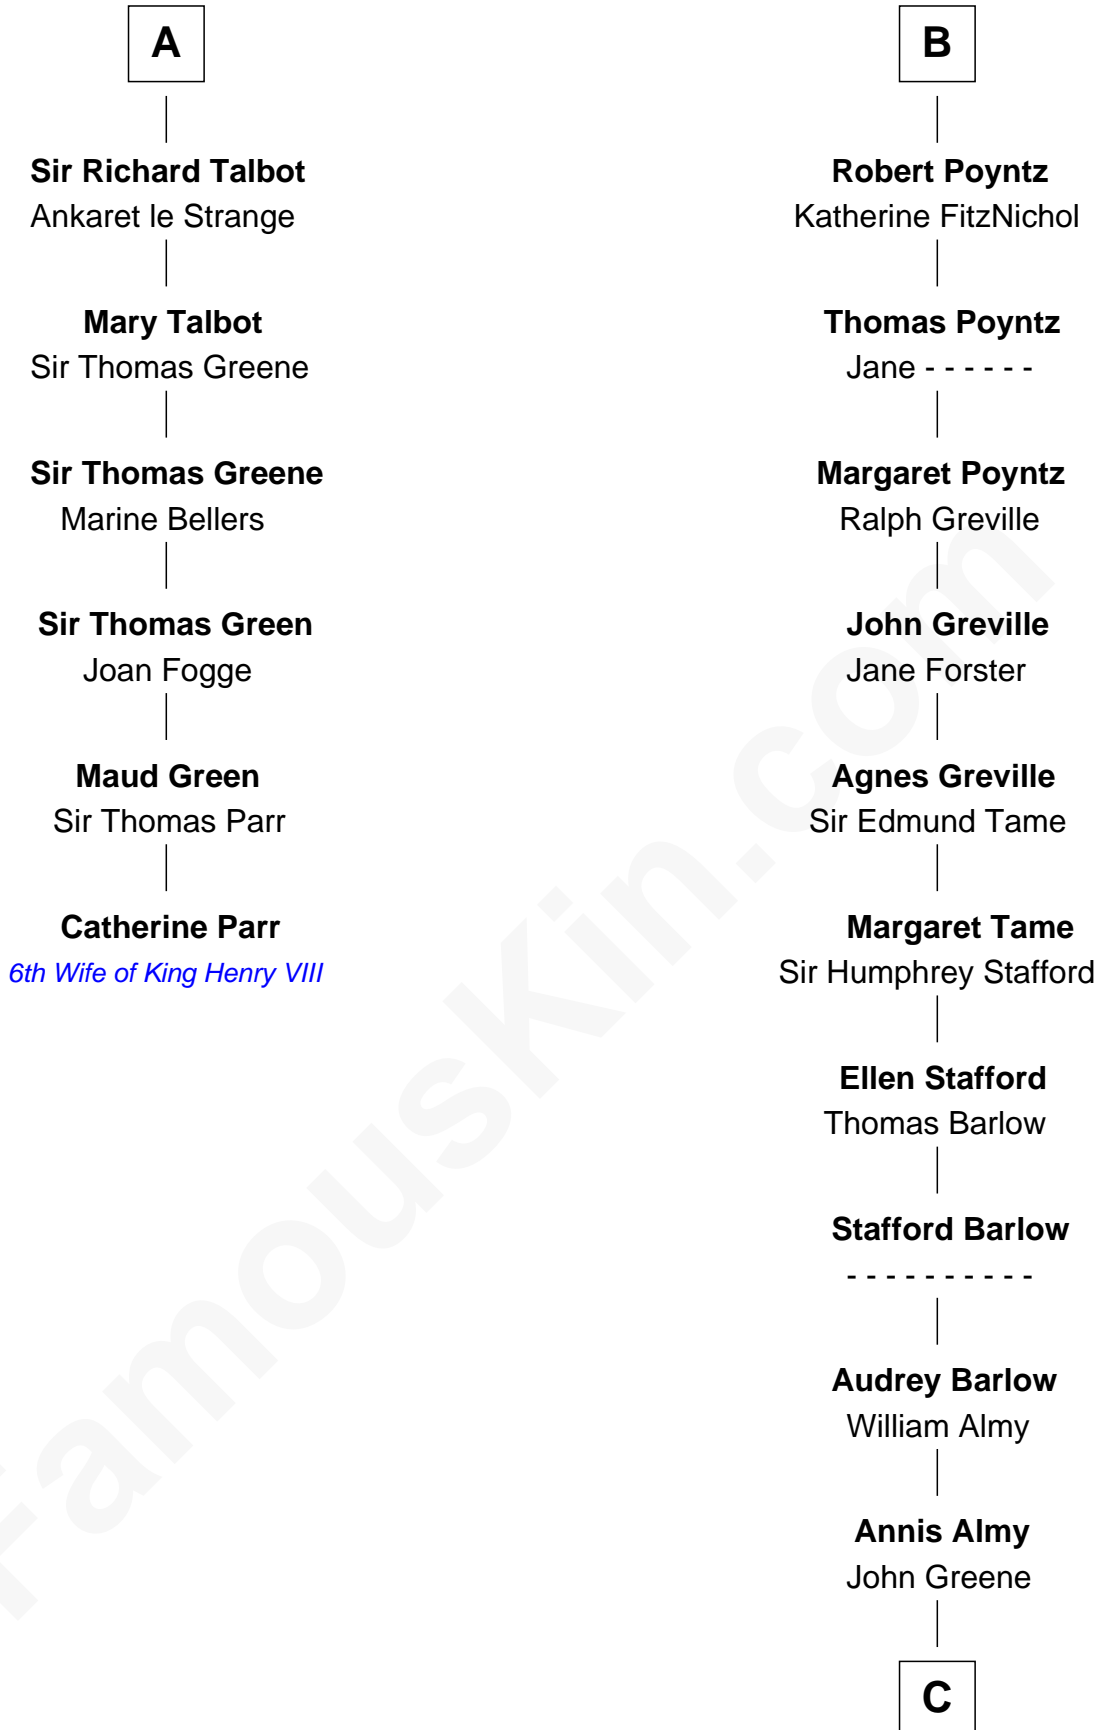 A
Sir Richard Talbot
Ankaret le Strange
Mary Talbot
Sir Thomas Greene
Sir Thomas Greene
Marine Bellers
Sir Thomas Green
Joan Fogge
Maud Green
Sir Thomas Parr
Catherine Parr
6th Wife of King Henry VIII
B
Robert Poyntz
Katherine FitzNichol
Thomas Poyntz
Jane - - - - - -
Margaret Poyntz
Ralph Greville
John Greville
Jane Forster
Agnes Greville
Sir Edmund Tame
Margaret Tame
Sir Humphrey Stafford
Ellen Stafford
Thomas Barlow
Stafford Barlow
- - - - - - - - - -
Audrey Barlow
William Almy
Annis Almy
John Greene
C
FamousKin.com